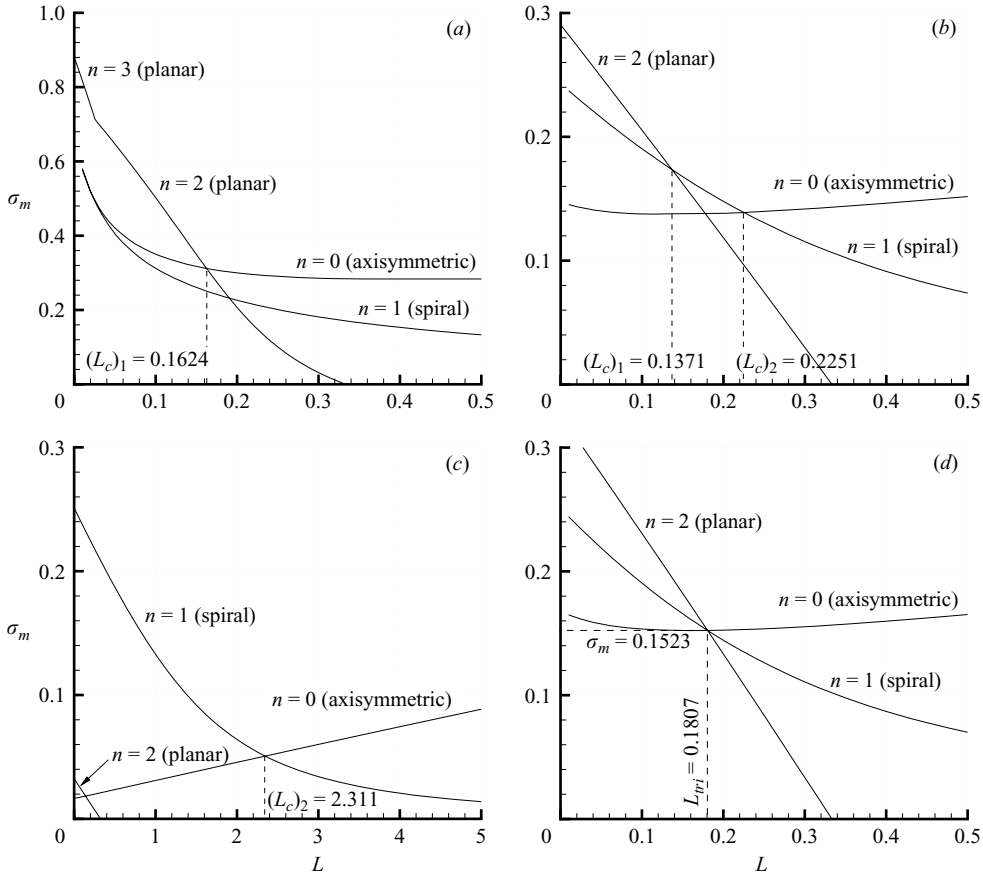 (a)
1.0
n = 3 (planar)
0.8
0.6
n = 2 (planar)
σm
0.4
n = 0 (axisymmetric)
n = 1 (spiral)
0.2
(Lc)1 = 0.1624
0
0.1
0.2
0.3
0.4
0.5
(b)
0.3
n = 2 (planar)
0.2
n = 0 (axisymmetric)
n = 1 (spiral)
0.1
(Lc)1 = 0.1371
(Lc)2 = 0.2251
0
0.1
0.2
0.3
0.4
0.5
(c)
0.3
0.2
n = 1 (spiral)
σm
0.1
n = 0 (axisymmetric)
n = 2 (planar)
(Lc)2 = 2.311
0
1
2
3
4
5
L
(d)
0.3
n = 2 (planar)
0.2
n = 0 (axisymmetric)
σm = 0.1523
n = 1 (spiral)
0.1
Ltri = 0.1807
0
0.1
0.2
0.3
0.4
0.5
L